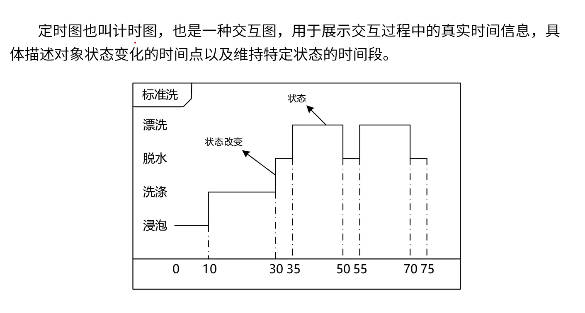 定时图也叫计时图，也是一种交互图，用于展示交互过程中的真实时间信息，具
体描述对象状态变化的时间点以及维持特定状态的时间段。
标准洗
状态
漂洗
状态改变
脱水
洗涤
浸泡
0 10 30 35 50 55 70 75